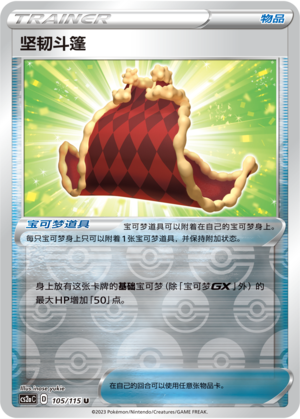 TRAINER
物品
坚韧斗篷
宝可梦道具
宝可梦道具可以附着在自己的宝可梦身上。
每只宝可梦身上只可以附着1张宝可梦道具，并保持附加状态。
身上放有这张卡牌的基础宝可梦（除「宝可梦GX」外）的
最大HP增加「50」点。
Illus. inose yukie
CS3aC D 105/115 U
在自己的回合可以使用任意张物品卡。
©2023 Pokémon/Nintendo/Creatures/GAME FREAK.